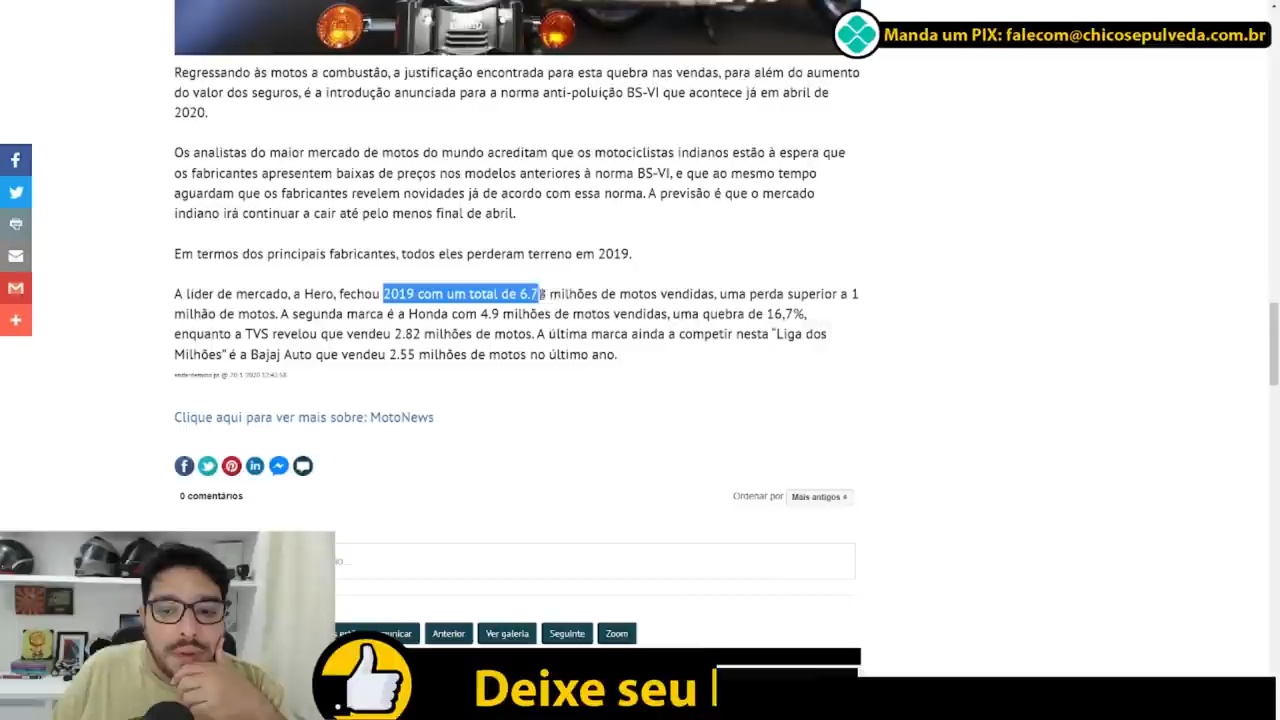 Manda um PIX: falecom@chicosepulveda.com.br
Regressando às motos a combustão, a justificação encontrada para esta quebra nas vendas, para além do aumento
do valor dos seguros, é a introdução anunciada para a norma anti-poluição BS-VI que acontece já em abril de
2020.
Os analistas do maior mercado de motos do mundo acreditam que os motociclistas indianos estão à espera que
os fabricantes apresentem baixas de preços nos modelos anteriores à norma BS-VI, e que ao mesmo tempo
aguardam que os fabricantes revelem novidades já de acordo com essa norma. A previsão é que o mercado
indiano irá continuar a cair até pelo menos final de abril.
Em termos dos principais fabricantes, todos eles perderam terreno em 2019.
A líder de mercado, a Hero, fechou 2019 com um total de 6.7 milhões de motos vendidas, uma perda superior a 1
milhão de motos. A segunda marca é a Honda com 4.9 milhões de motos vendidas, uma quebra de 16,7%,
enquanto a TVS revelou que vendeu 2.82 milhões de motos. A última marca ainda a competir nesta “Liga dos
Milhões” é a Bajaj Auto que vendeu 2.55 milhões de motos no último ano.
Clique aqui para ver mais sobre: MotoNews
0 comentários
Ordenar por Mais antigos
Anterior
Ver galeria
Seguinte
Zoom
Deixe seu